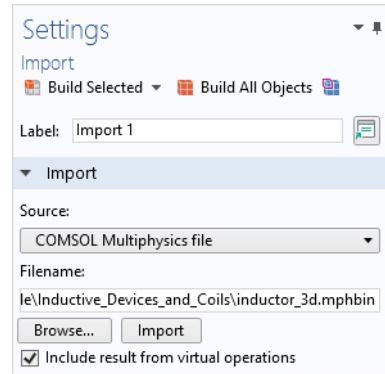 Settings
Import
Build Selected Build All Objects
Label: Import 1
Import
Source:
COMSOL Multiphysics file
Filename:
le\Inductive_Devices_and_Coils\inductor_3d.mphbin
Browse... Import
Include result from virtual operations